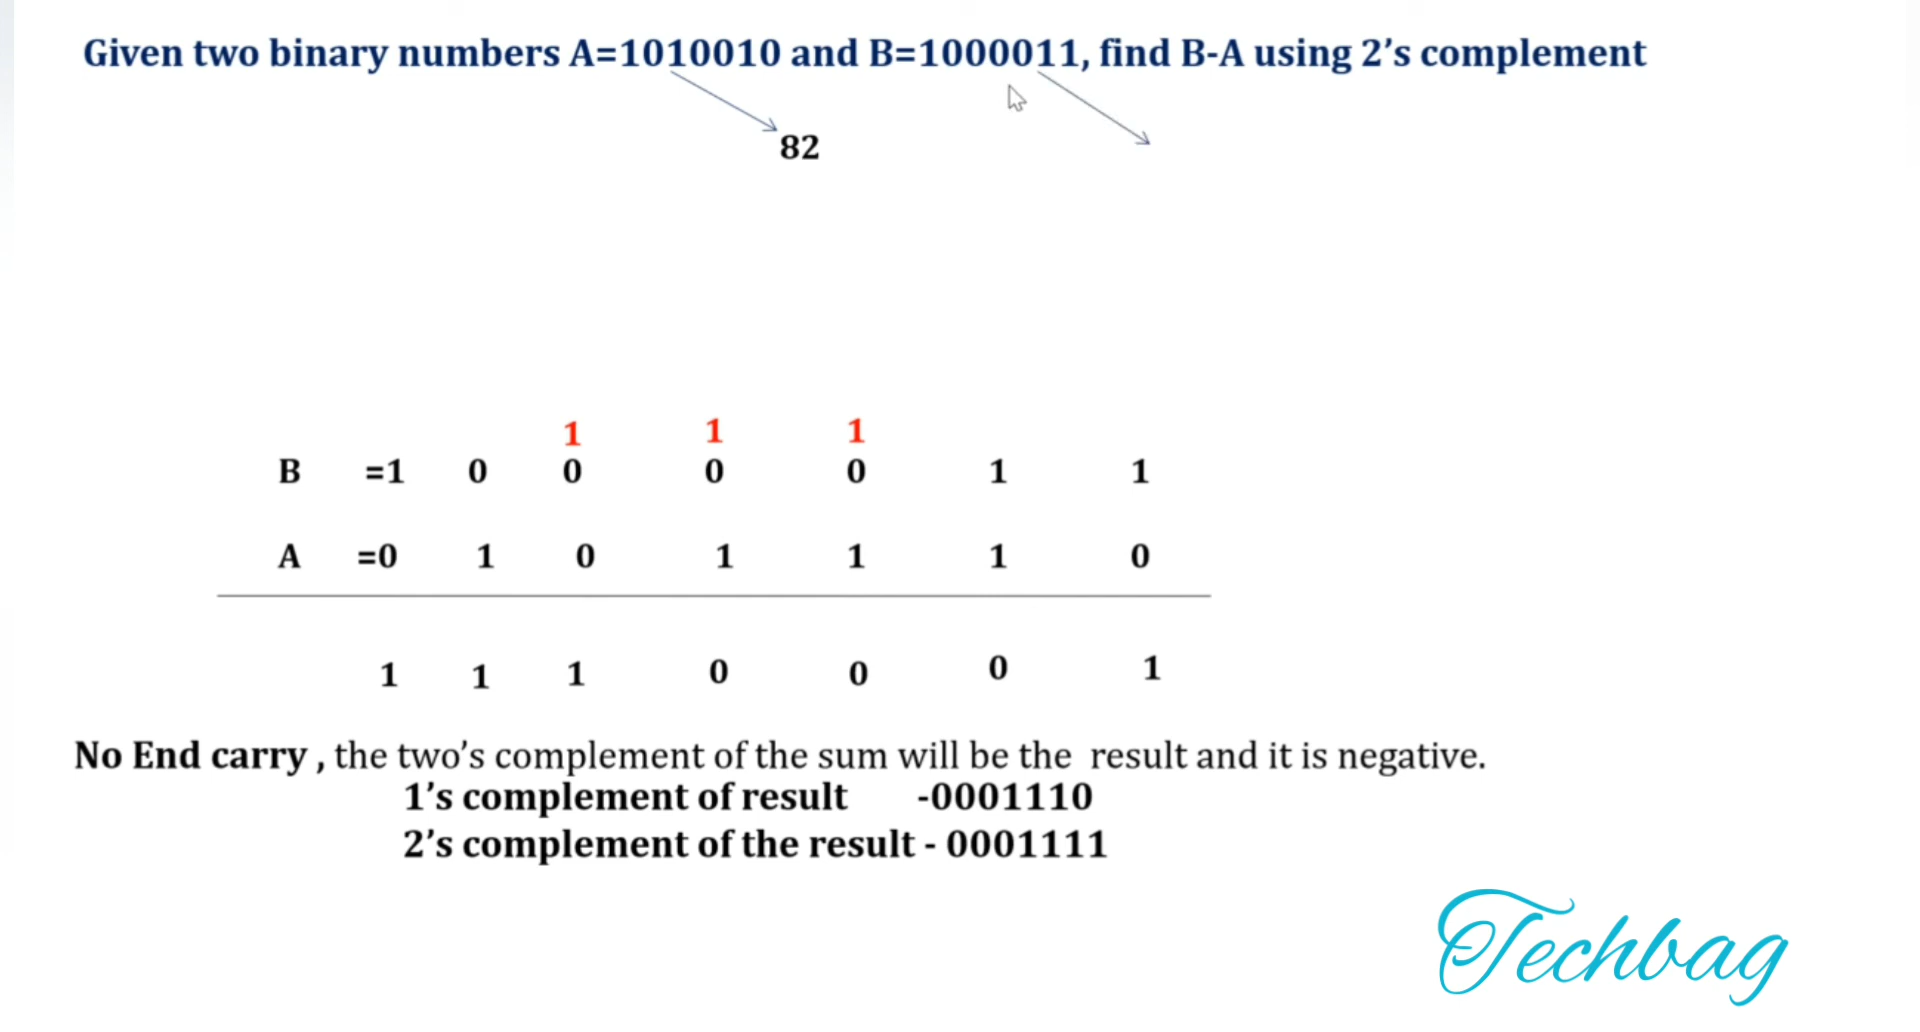 Given two binary numbers A=1010010 and B=1000011, find B-A using 2’s complement
82
1 1 1
B =1 0 0 0 0 1 1
A =0 1 0 1 1 1 0
1 1 1 0 0 0 1
No End carry , the two’s complement of the sum will be the result and it is negative.
1’s complement of result -0001110
2’s complement of the result - 0001111
Techbag